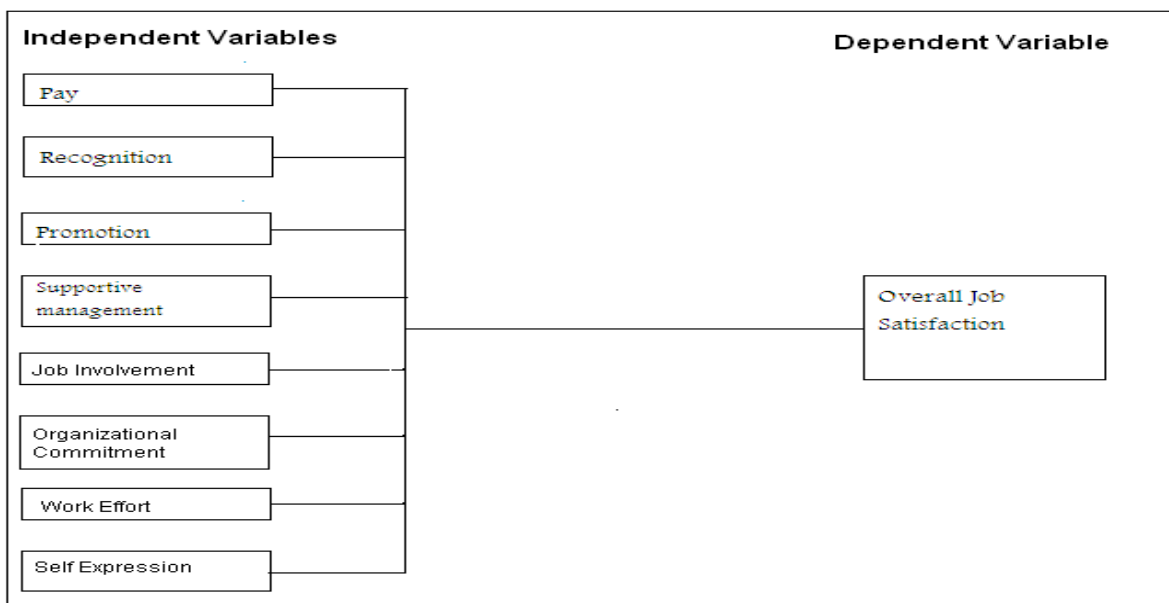 Independent Variables
Dependent Variable
Pay
Recognition
Promotion
Supportive
management
Overall Job
Satisfaction
Job Involvement
Organizational
Commitment
Work Effort
Self Expression